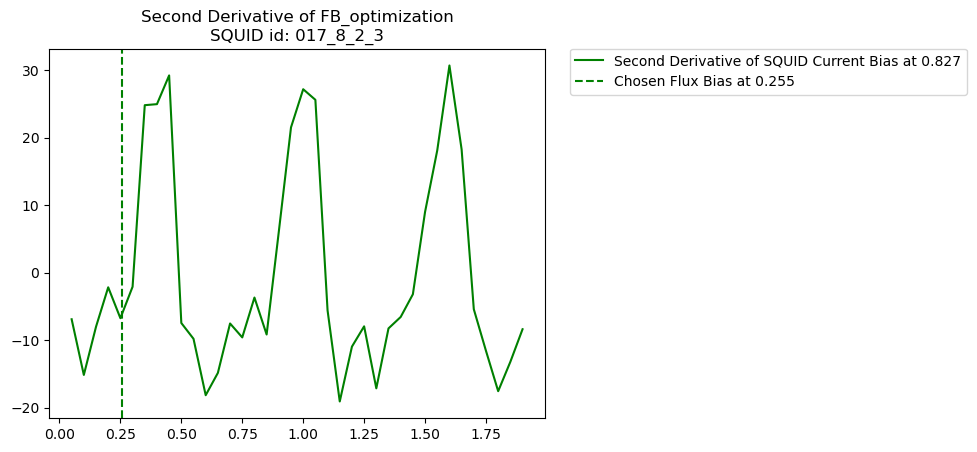 Second Derivative of FB_optimization
SQUID id: 017_8_2_3
Second Derivative of SQUID Current Bias at 0.827
Chosen Flux Bias at 0.255
30
20
10
0
−10
−20
0.00 0.25 0.50 0.75 1.00 1.25 1.50 1.75